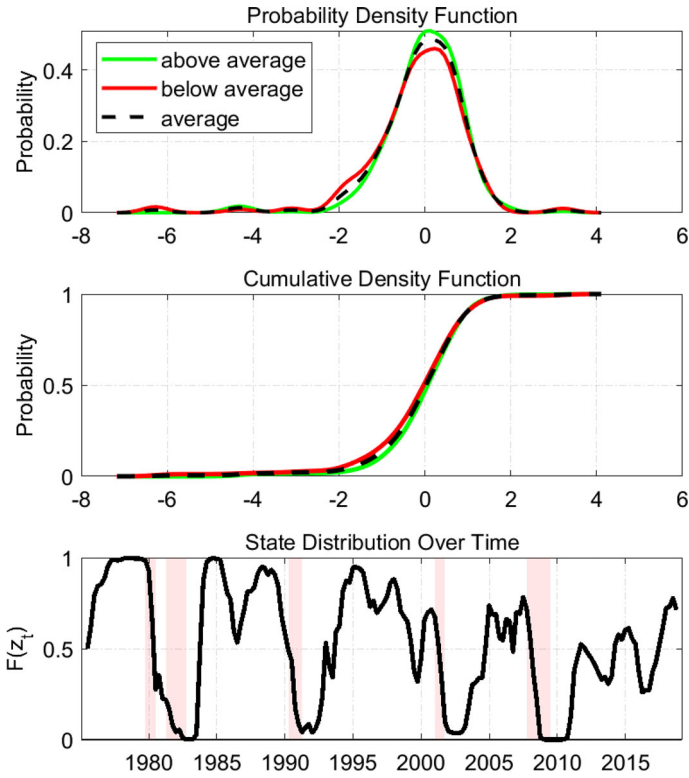 Probability Density Function
Probability
0.4
0.2
0
above average
below average
average
-8 -6 -4 -2 0 2 4 6
Cumulative Density Function
Probability
1
0.5
0
-8 -6 -4 -2 0 2 4 6
State Distribution Over Time
F(z_t)
1
0.5
0
1980 1985 1990 1995 2000 2005 2010 2015